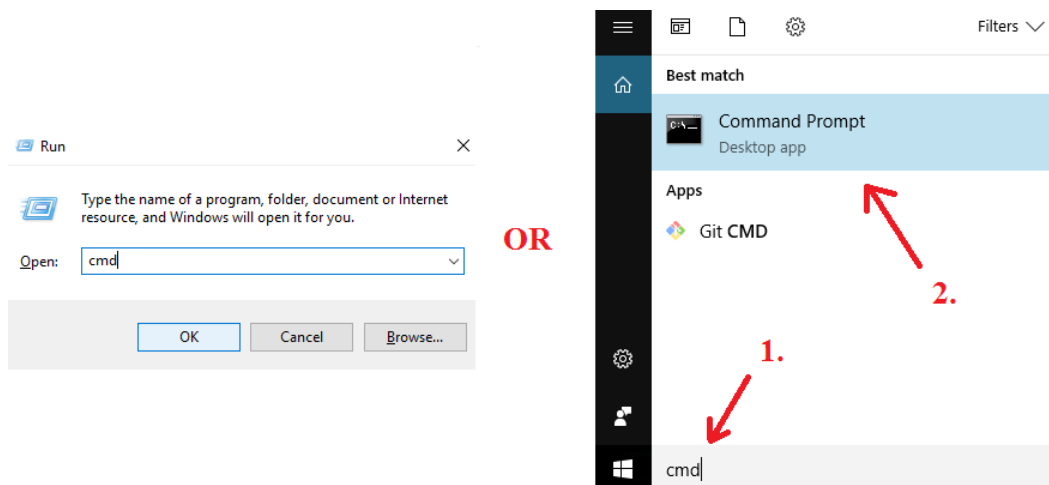 Run
Type the name of a program, folder, document or Internet
resource, and Windows will open it for you.
Open:
cmd
OK
Cancel
Browse...
OR
Filters
Best match
C:\_
Command Prompt
Desktop app
Apps
Git CMD
2.
1.
cmd